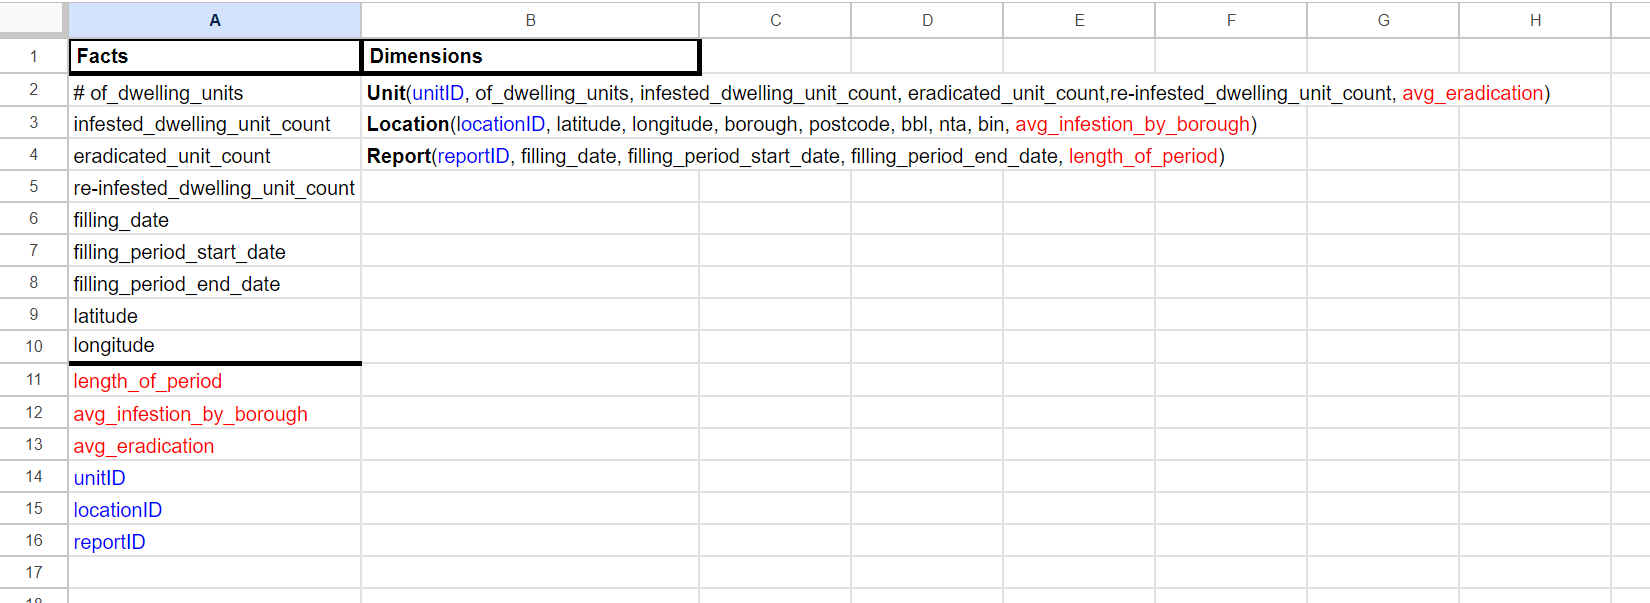 A B C D E F G H
1 Facts Dimensions
2 # of_dwelling_units Unit(unitID, of_dwelling_units, infested_dwelling_unit_count, eradicated_unit_count,re-infested_dwelling_unit_count, avg_eradication)
3 infested_dwelling_unit_count Location(locationID, latitude, longitude, borough, postcode, bbl, nta, bin, avg_infestion_by_borough)
4 eradicated_unit_count Report(reportID, filling_date, filling_period_start_date, filling_period_end_date, length_of_period)
5 re-infested_dwelling_unit_count
6 filling_date
7 filling_period_start_date
8 filling_period_end_date
9 latitude
10 longitude
11 length_of_period
12 avg_infestion_by_borough
13 avg_eradication
14 unitID
15 locationID
16 reportID
17
18